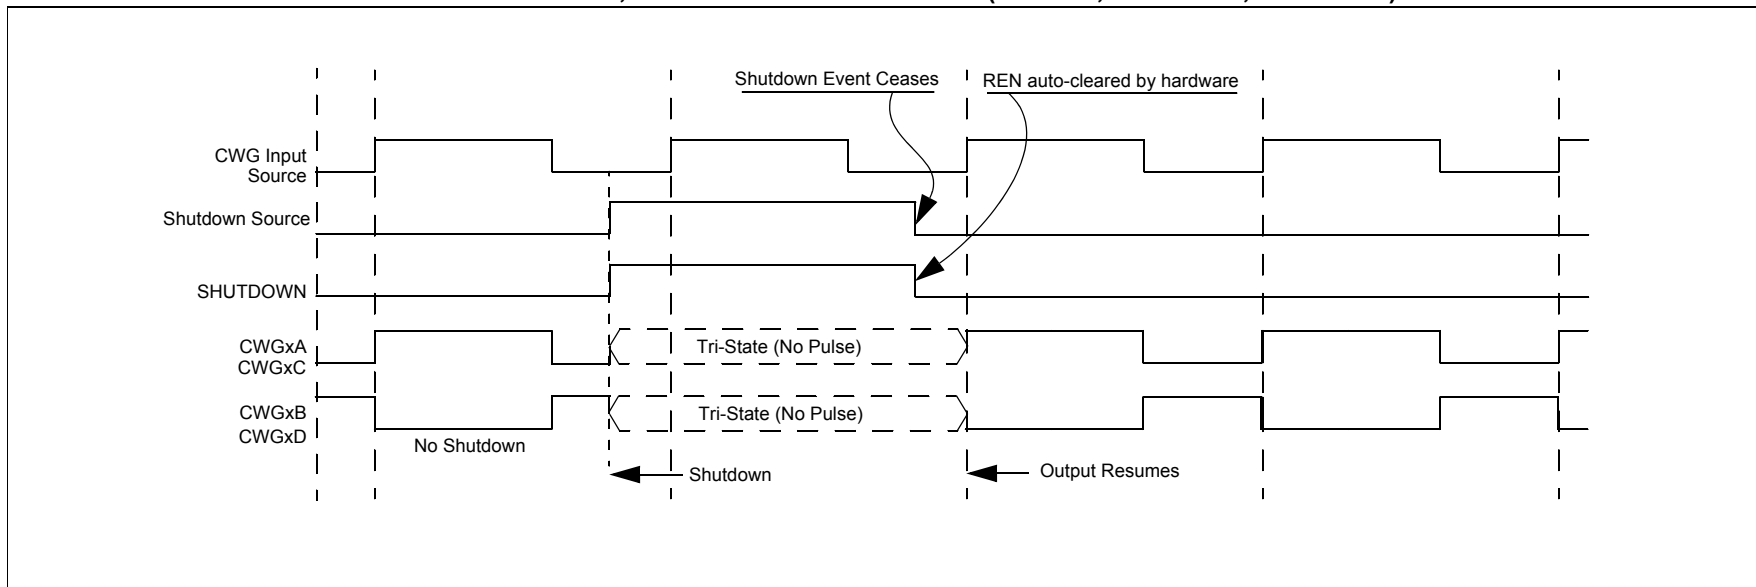 Shutdown Event Ceases
REN auto-cleared by hardware
CWG Input
Source
Shutdown Source
SHUTDOWN
CWGxA
CWGxC
Tri-State (No Pulse)
CWGxB
CWGxD
Tri-State (No Pulse)
No Shutdown
Shutdown
Output Resumes